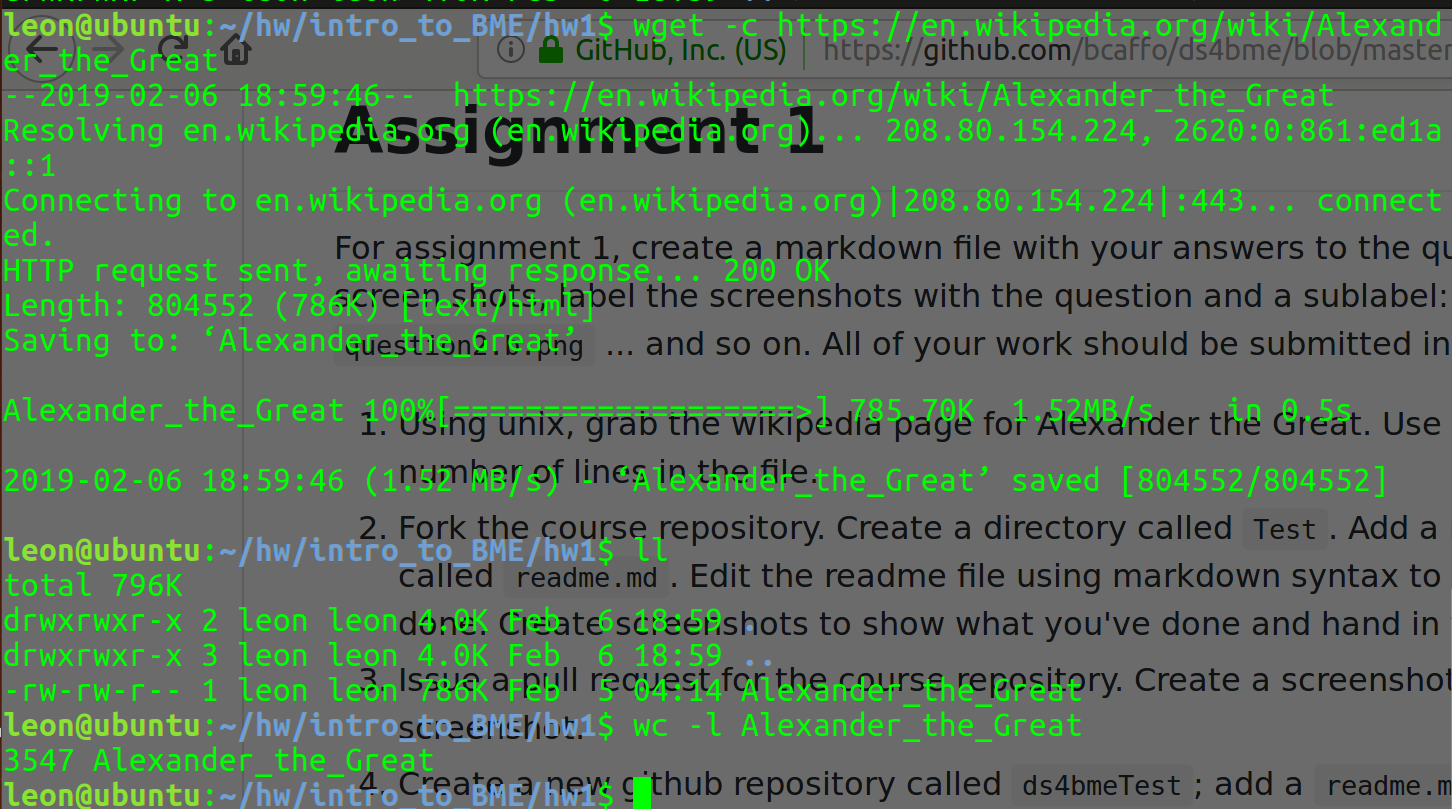 leon@ubuntu:~/hw/intro_to_BME/hw1$ wget -c https://en.wikipedia.org/wiki/Alexand
er_the_Great
--2019-02-06 18:59:46--  https://en.wikipedia.org/wiki/Alexander_the_Great
Resolving en.wikipedia.org (en.wikipedia.org)... 208.80.154.224, 2620:0:861:ed1a
::1
Connecting to en.wikipedia.org (en.wikipedia.org)|208.80.154.224|:443... connect
ed.
HTTP request sent, awaiting response... 200 OK
Length: 804552 (786K) [text/html]
Saving to: ‘Alexander_the_Great’
Alexander_the_Great 100%[===================>] 785.70K  1.52MB/s    in 0.5s
2019-02-06 18:59:46 (1.52 MB/s) - ‘Alexander_the_Great’ saved [804552/804552]
leon@ubuntu:~/hw/intro_to_BME/hw1$ ll
total 796K
drwxrwxr-x 2 leon leon 4.0K Feb  6 18:59 .
drwxrwxr-x 3 leon leon 4.0K Feb  6 18:59 ..
-rw-rw-r-- 1 leon leon 786K Feb  5 04:14 Alexander_the_Great
leon@ubuntu:~/hw/intro_to_BME/hw1$ wc -l Alexander_the_Great
3547 Alexander_the_Great
leon@ubuntu:~/hw/intro_to_BME/hw1$
GitHub, Inc. (US) https://github.com/bcaffo/ds4bme/blob/master
Assignment 1
For assignment 1, create a markdown file with your answers to the qu
screen shots, label the screenshots with the question and a sublabel:
question2.b.png ... and so on. All of your work should be submitted in
1. Using unix, grab the wikipedia page for Alexander the Great. Use
number of lines in the file.
2. Fork the course repository. Create a directory called Test . Add a
called readme.md . Edit the readme file using markdown syntax to
done. Create screenshots to show what you've done and hand in
3. Issue a pull request for the course repository. Create a screenshot
screenshot.
4. Create a new github repository called ds4bmeTest ; add a readme.m